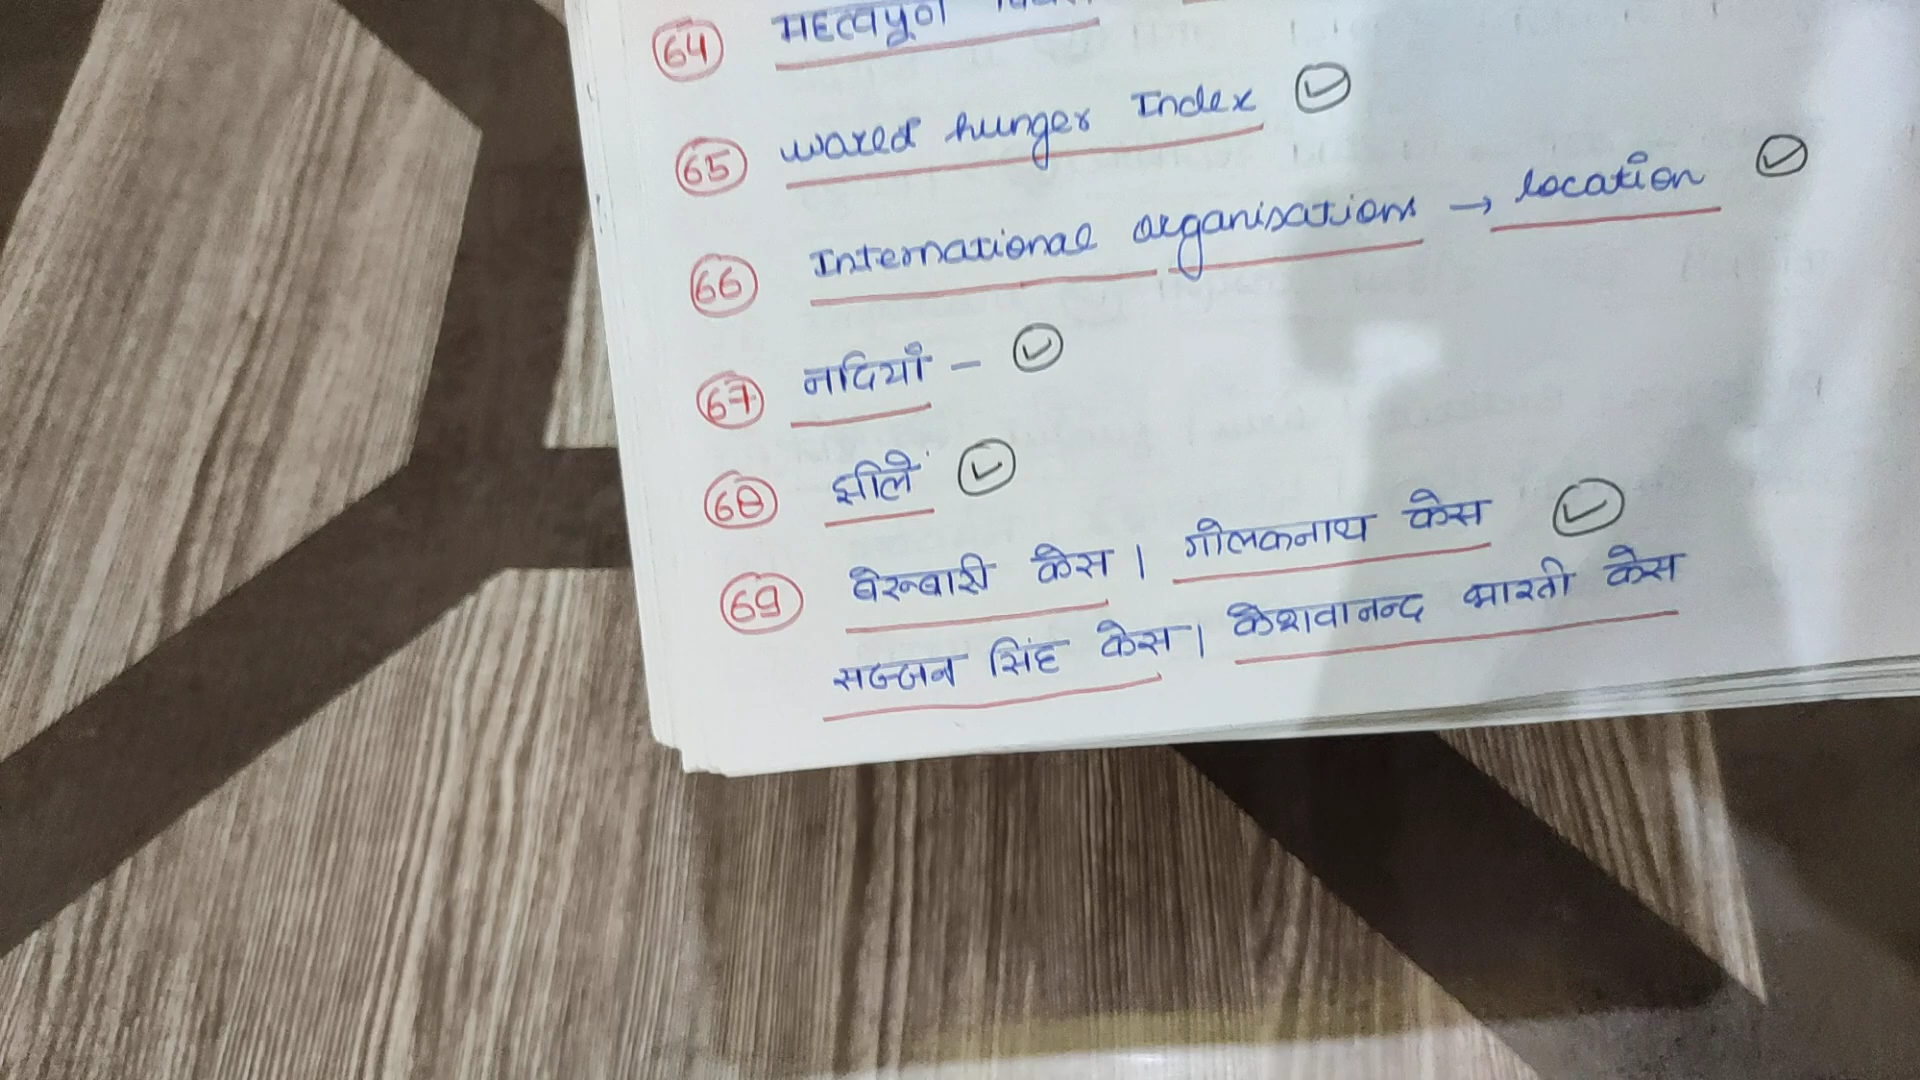 64 महत्वपूर्ण
65 wared hunger Index
66 International organisations → location
67 नदियाँ -
68 झीलें
69 बेरूबारी केस । गोलकनाथ केस
सज्जन सिंह केस । केशवानन्द भारती केस